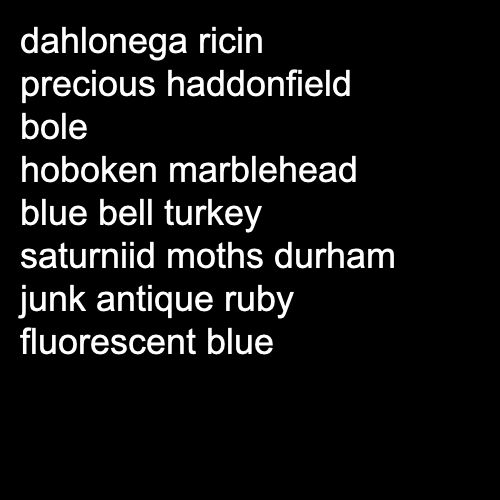 dahlonega ricin
precious haddonfield
bole
hoboken marblehead
blue bell turkey
saturniid moths durham
junk antique ruby
fluorescent blue